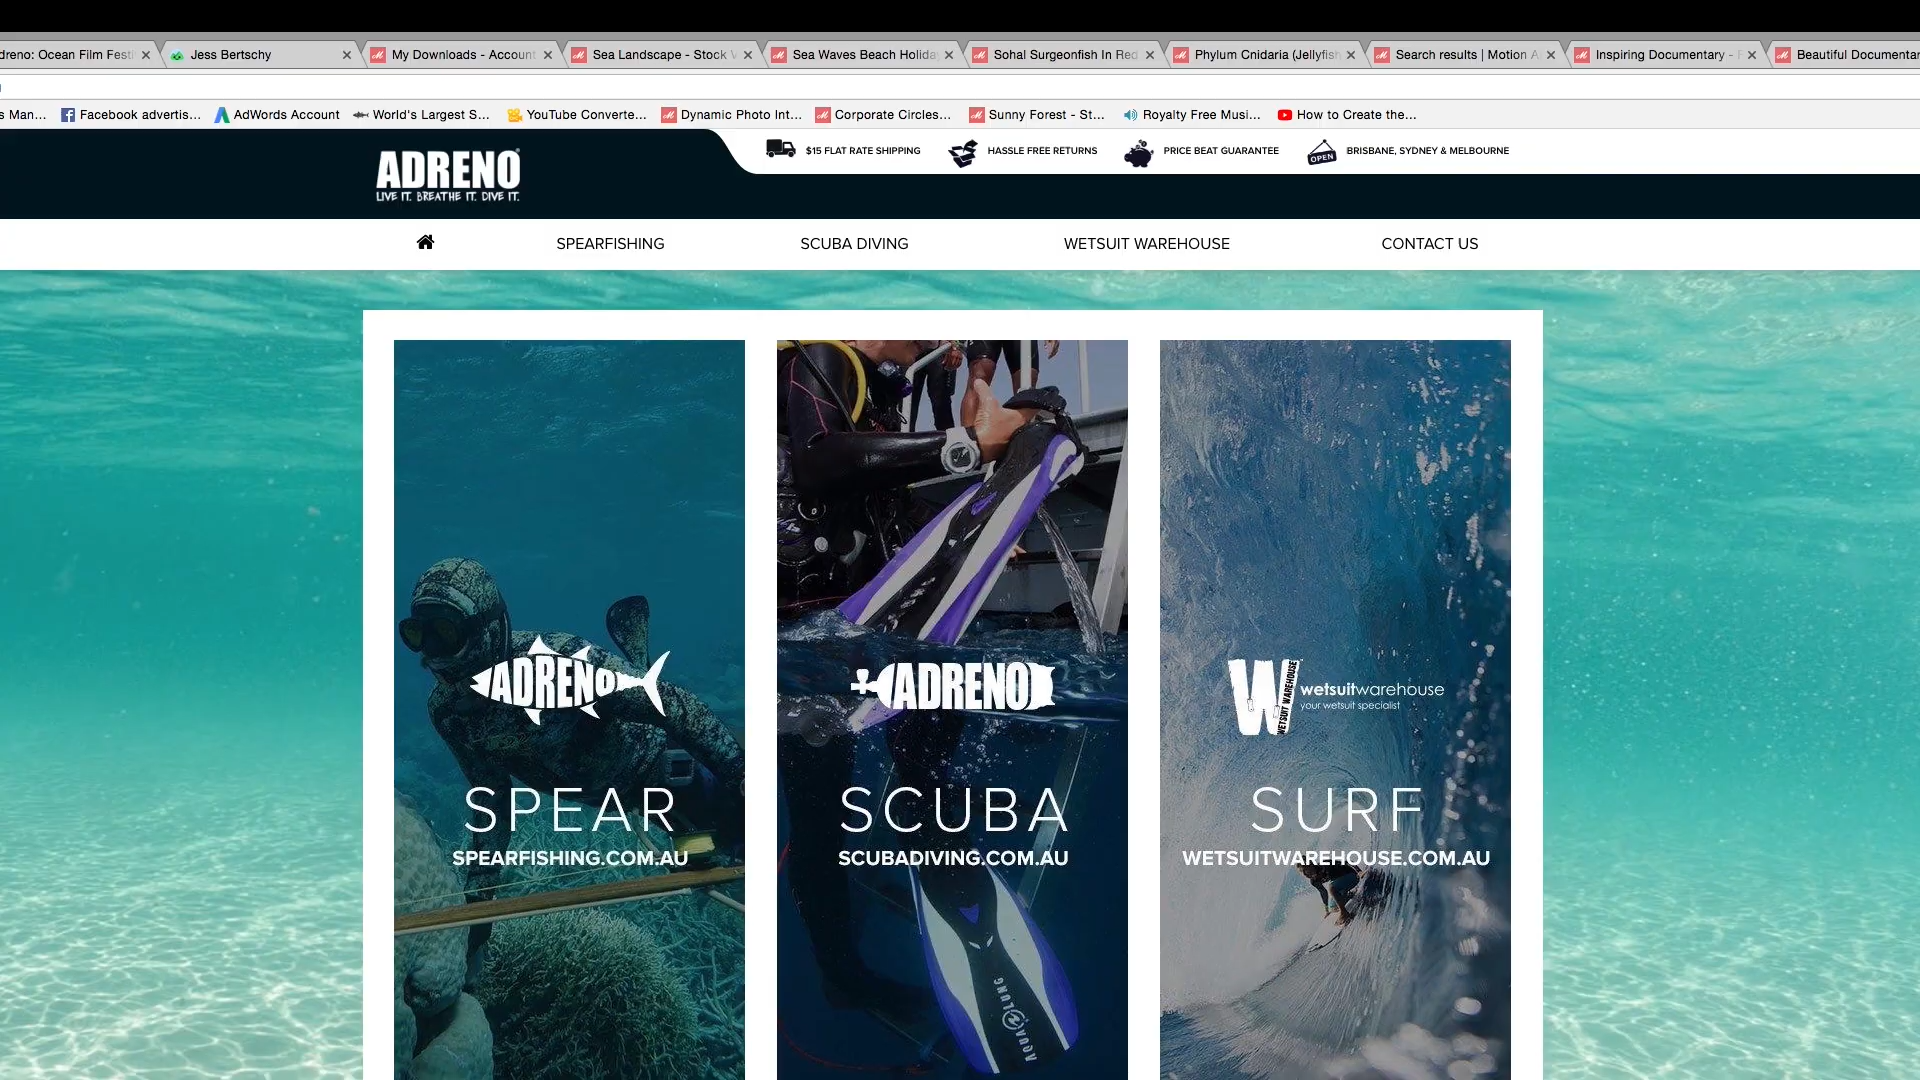 dreno: Ocean Film Festi
Jess Bertschy
My Downloads - Account
Sea Landscape - Stock V
Sea Waves Beach Holida
Sohal Surgeonfish In Red
Phylum Cnidaria (Jellyfish
Search results | Motion A
Inspiring Documentary - F
Beautiful Documentar
s Man...
Facebook advertis...
AdWords Account
World's Largest S...
YouTube Converte...
Dynamic Photo Int...
Corporate Circles...
Sunny Forest - St...
Royalty Free Musi...
How to Create the...
ADRENO
LIVE IT. BREATHE IT. DIVE IT.
$15 FLAT RATE SHIPPING
HASSLE FREE RETURNS
PRICE BEAT GUARANTEE
OPEN
BRISBANE, SYDNEY & MELBOURNE
SPEARFISHING
SCUBA DIVING
WETSUIT WAREHOUSE
CONTACT US
ADRENO
SPEAR
SPEARFISHING.COM.AU
ADRENO
SCUBA
SCUBADIVING.COM.AU
AQUA LUNG
W
WETSUIT WAREHOUSE
WETSUIT WAREHOUSE
wetsuitwarehouse
your wetsuit specialist
SURF
WETSUITWAREHOUSE.COM.AU